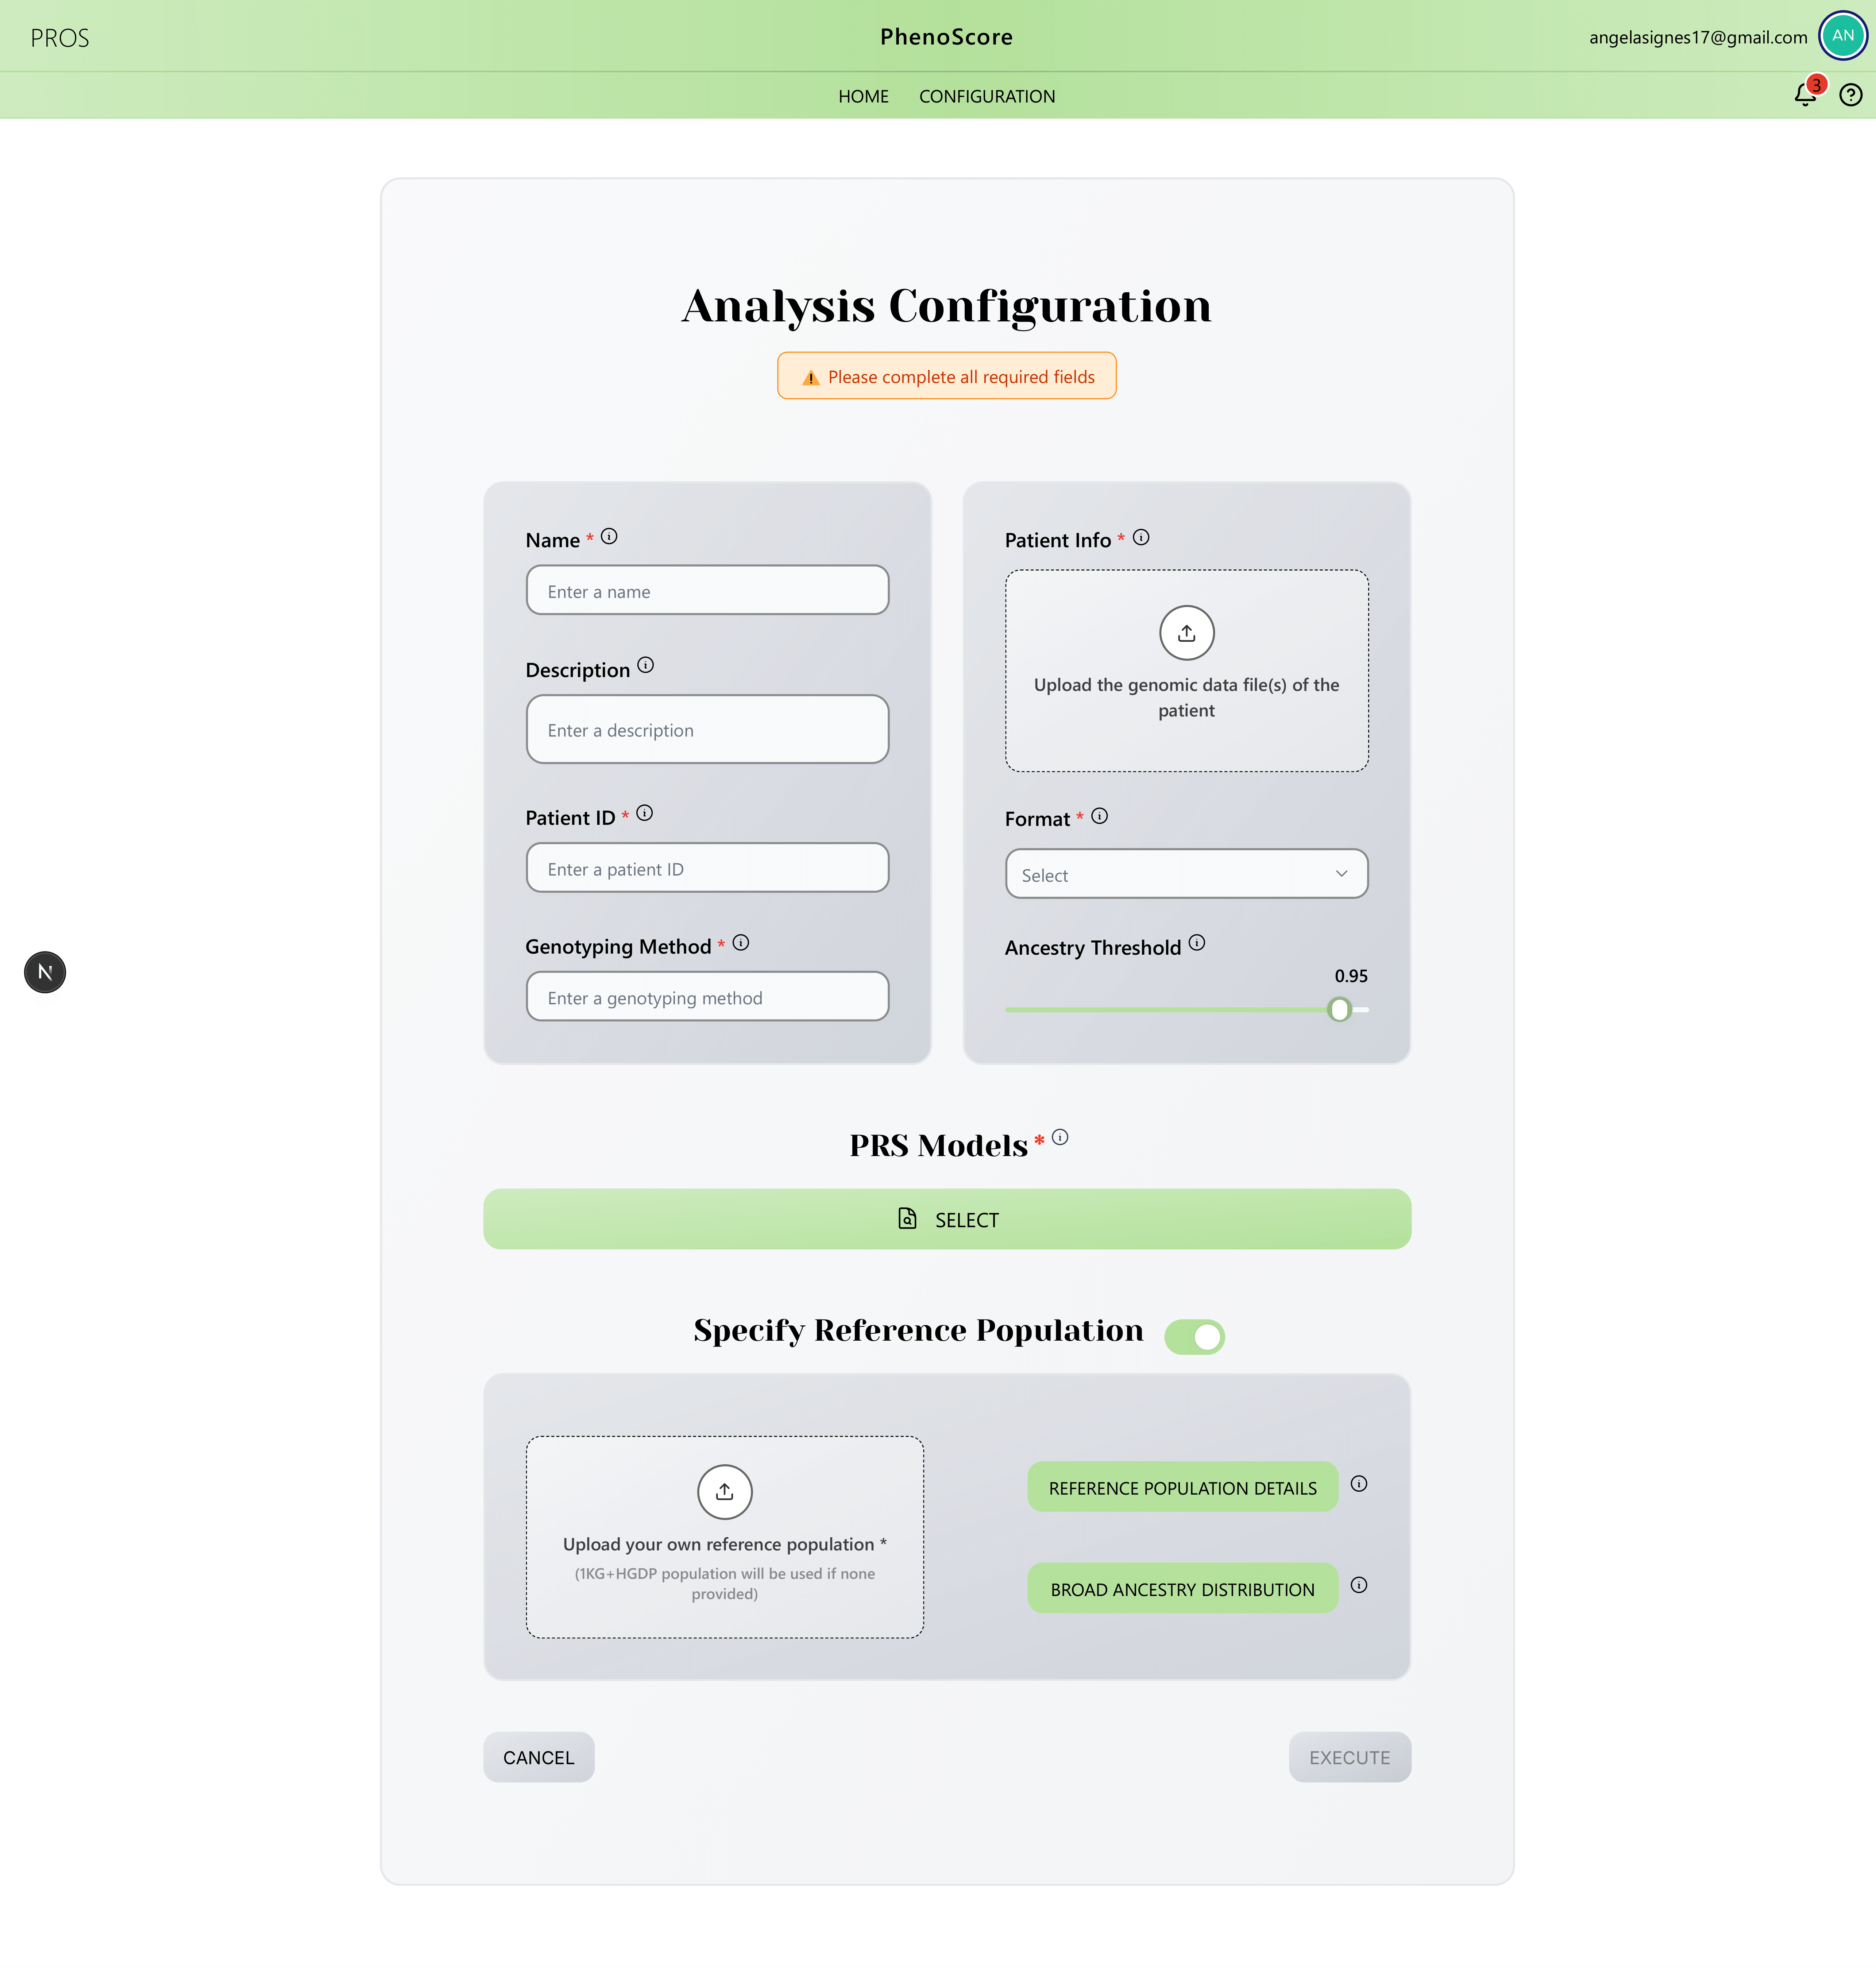 PROS
PhenoScore
angelasignes17@gmail.com
AN
HOME
CONFIGURATION
3
Analysis Configuration
Please complete all required fields
Name *
Enter a name
Description
Enter a description
Patient ID *
Enter a patient ID
Genotyping Method *
Enter a genotyping method
Patient Info *
Upload the genomic data file(s) of the
patient
Format *
Select
Ancestry Threshold
0.95
N
PRS Models *
SELECT
Specify Reference Population
Upload your own reference population *
(1KG+HGDP population will be used if none
provided)
REFERENCE POPULATION DETAILS
BROAD ANCESTRY DISTRIBUTION
CANCEL
EXECUTE